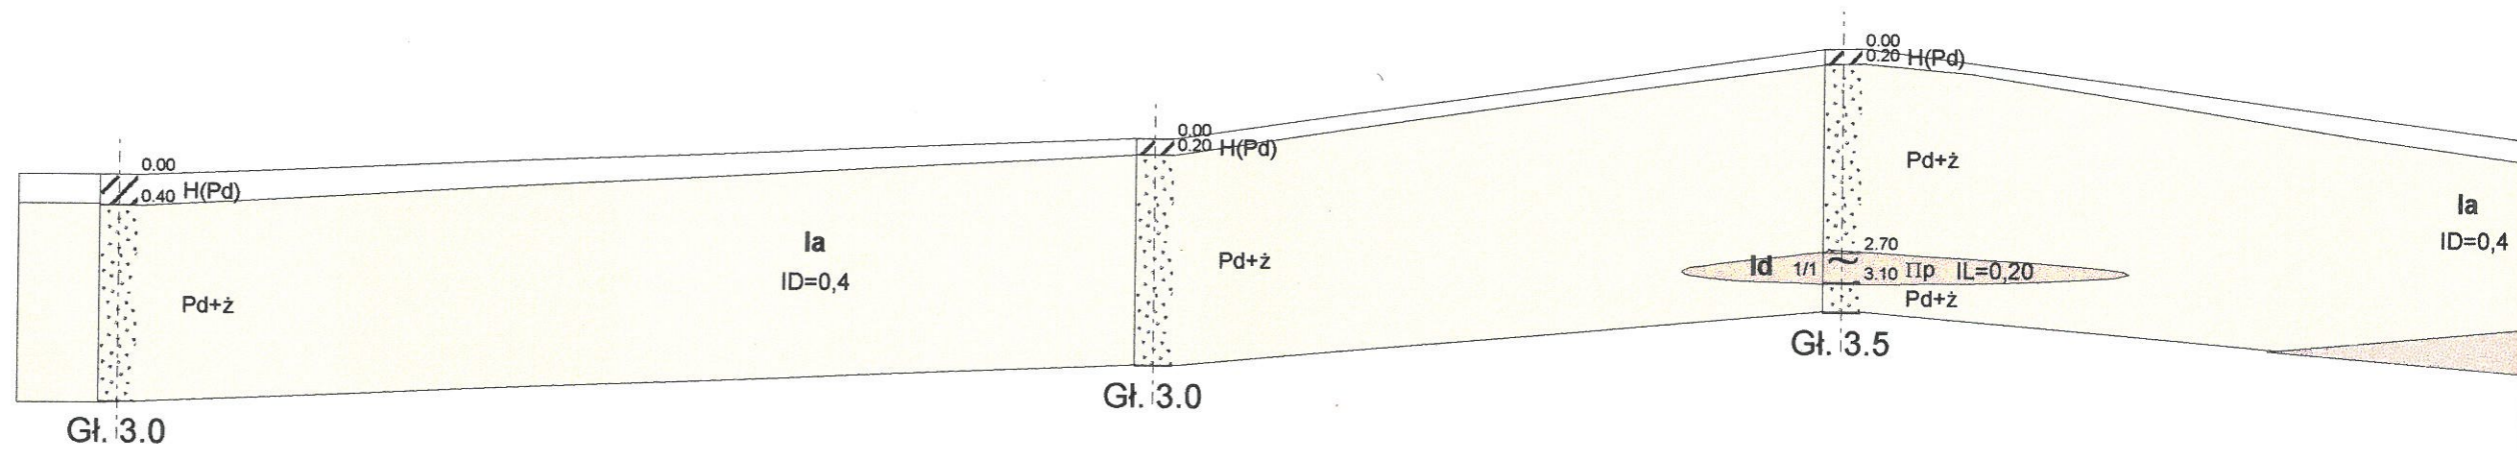 0.00
0.40 H(Pd)
Pd+ż
Gł. 3.0
Ia
ID=0,4
0.00
0.20 H(Pd)
Pd+ż
Gł. 3.0
0.00
0.20 H(Pd)
Pd+ż
2.70
Id 1/1 3.10 Πp IL=0,20
Pd+ż
Gł. 3.5
Ia
ID=0,4